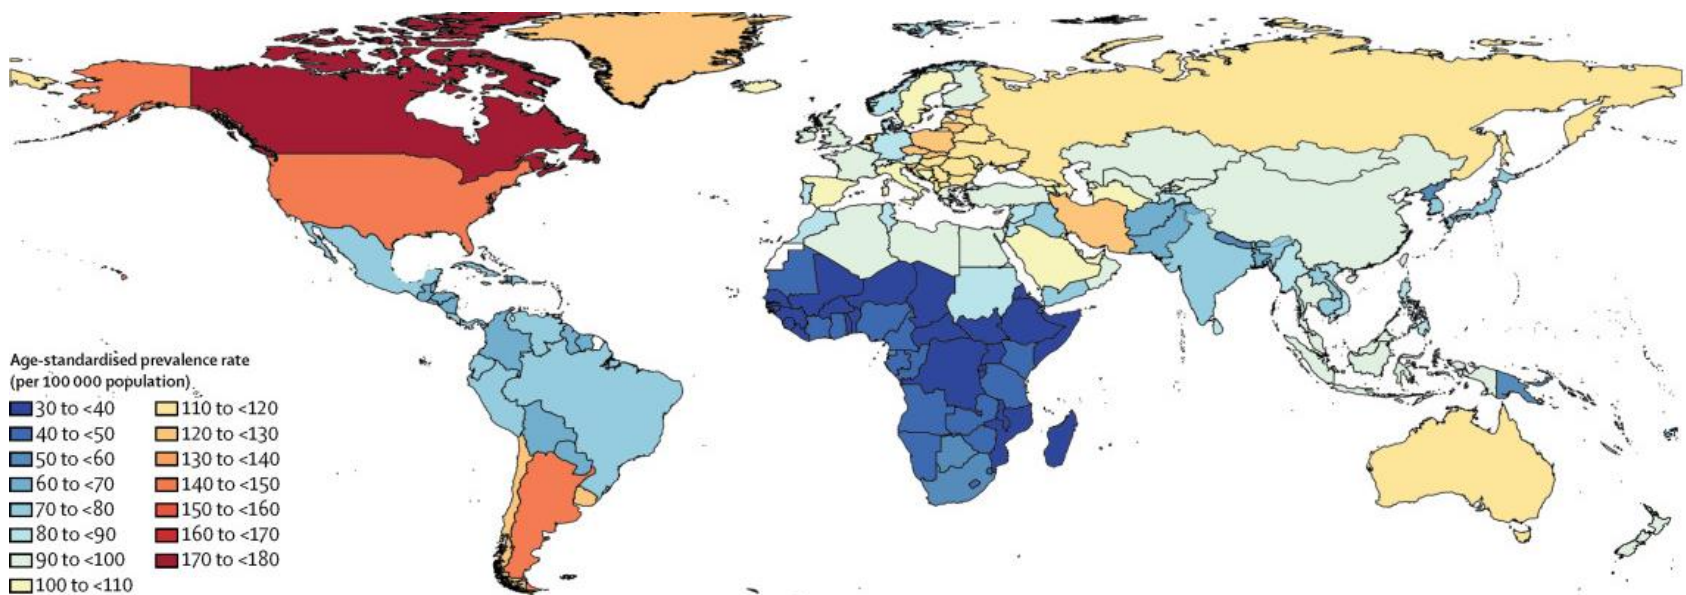 Age-standardised prevalence rate
(per 100 000 population)
30 to <40
40 to <50
50 to <60
60 to <70
70 to <80
80 to <90
90 to <100
100 to <110
110 to <120
120 to <130
130 to <140
140 to <150
150 to <160
160 to <170
170 to <180